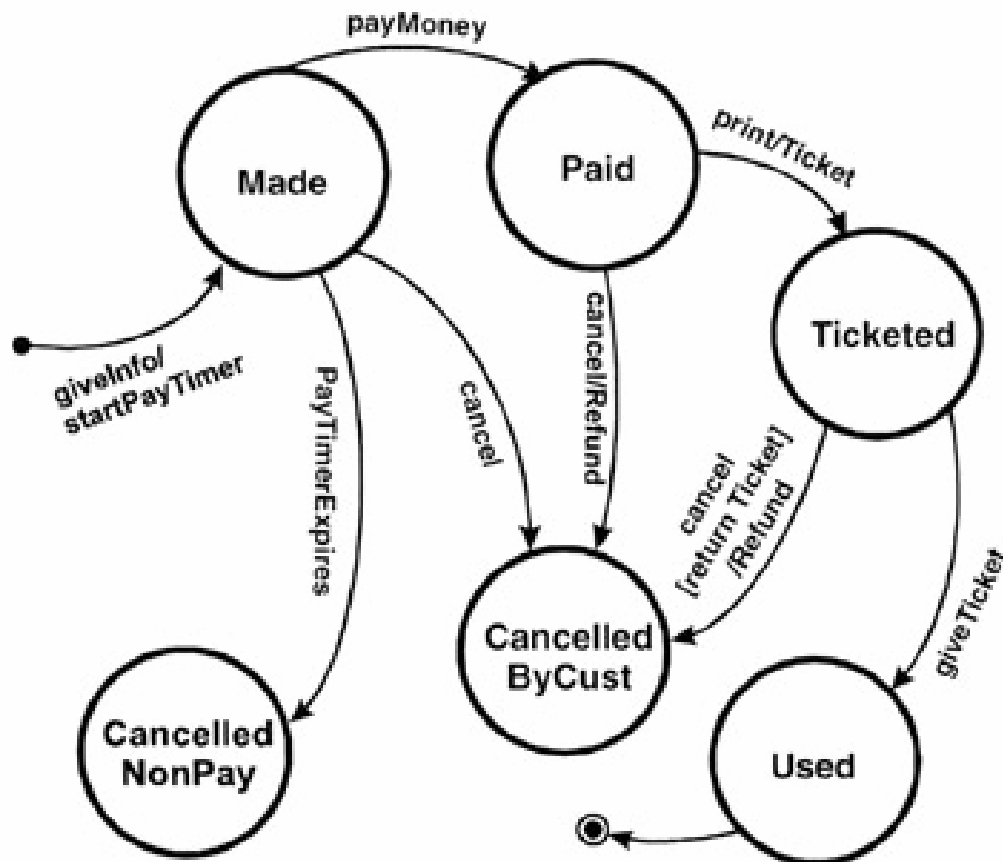 payMoney
Made
Paid
print/Ticket
giveInfo/
startPayTimer
PayTimerExpires
cancel
cancel/Refund
Ticketed
cancel
[return Ticket]
/Refund
giveTicket
Cancelled
ByCust
Cancelled
NonPay
Used